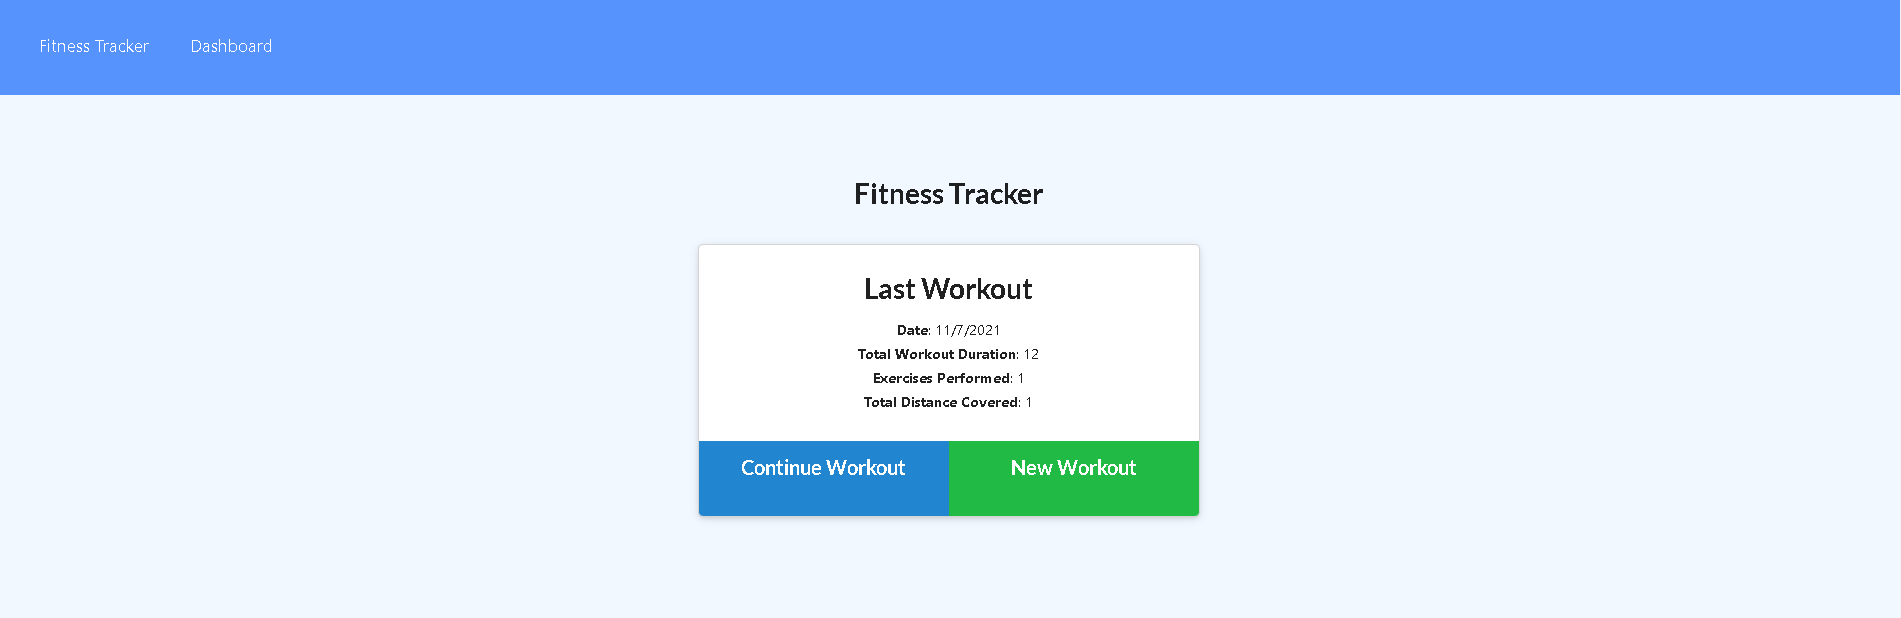 Fitness Tracker Dashboard
Fitness Tracker
Last Workout
Date: 11/7/2021
Total Workout Duration: 12
Exercises Performed: 1
Total Distance Covered: 1
Continue Workout New Workout